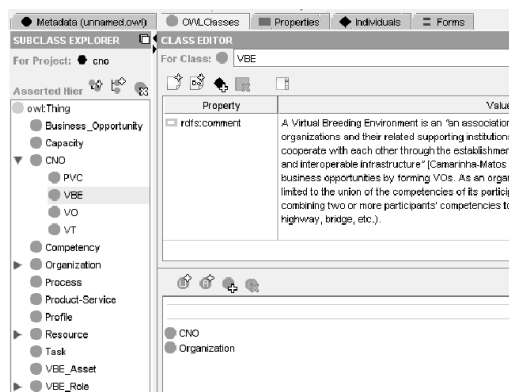 Metadata (unnamed.owl)
OWLClasses
Properties
Individuals
Forms
SUBCLASS EXPLORER
For Project: cno
Asserted Hier
owl:Thing
Business_Opportunity
Capacity
CNO
PVC
VBE
VO
VT
Competency
Organization
Process
Product-Service
Profile
Resource
Task
VBE_Asset
VBE_Role
CLASS EDITOR
For Class: VBE
Property
Value
rdfs:comment
A Virtual Breeding Environment is an "an association
organizations and their related supporting institutions
cooperate with each other through the establishmen
and interoperable infrastructure" [Camarinha-Matos
business opportunities by forming VOs. As an orga
limited to the union of the competencies of its partici
combining two or more participants' competencies to
highway, bridge, etc.).
CNO
Organization